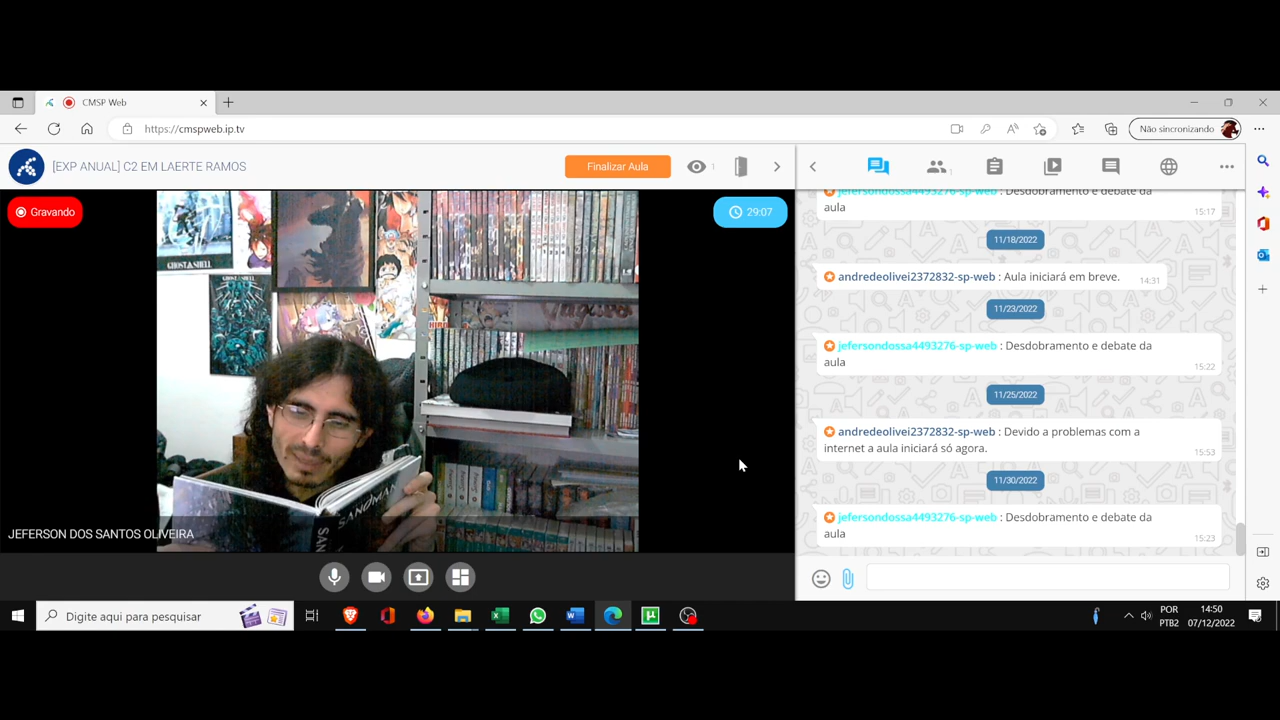 CMSP Web
https://cmspweb.ip.tv
Não sincronizando
[EXP ANUAL] C2 EM LAERTE RAMOS
Finalizar Aula
1
1
Gravando
29:07
GHOST SHELL
SANDMAN
JEFERSON DOS SANTOS OLIVEIRA
jefersondossa4493276-sp-web : Desdobramento e debate da
aula
15:17
11/18/2022
andredeolivei2372832-sp-web : Aula iniciará em breve.
14:31
11/23/2022
jefersondossa4493276-sp-web : Desdobramento e debate da
aula
15:22
11/25/2022
andredeolivei2372832-sp-web : Devido a problemas com a
internet a aula iniciará só agora.
15:53
11/30/2022
jefersondossa4493276-sp-web : Desdobramento e debate da
aula
15:23
Digite aqui para pesquisar
POR
PTB2
14:50
07/12/2022